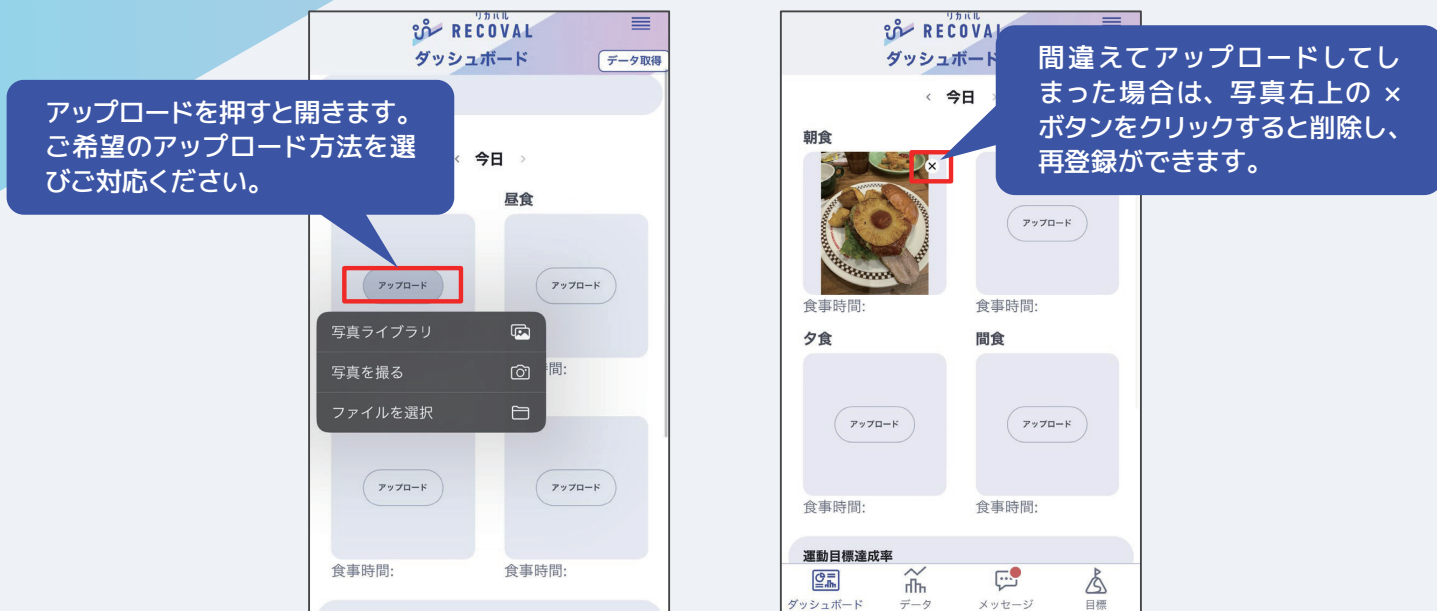 アップロードを押すと開きます。
ご希望のアップロード方法を選
びご対応ください。
リカバル
RECOVAL
ダッシュボード
データ取得
今日
昼食
アップロード
アップロード
写真ライブラリ
写真を撮る
ファイルを選択
間:
アップロード
アップロード
食事時間:
食事時間:
間違えてアップロードしてし
まった場合は、写真右上の ×
ボタンをクリックすると削除し、
再登録ができます。
リカバル
RECOVAL
ダッシュボード
今日
朝食
アップロード
食事時間:
食事時間:
夕食
間食
アップロード
アップロード
食事時間:
食事時間:
運動目標達成率
ダッシュボード
データ
メッセージ
目標